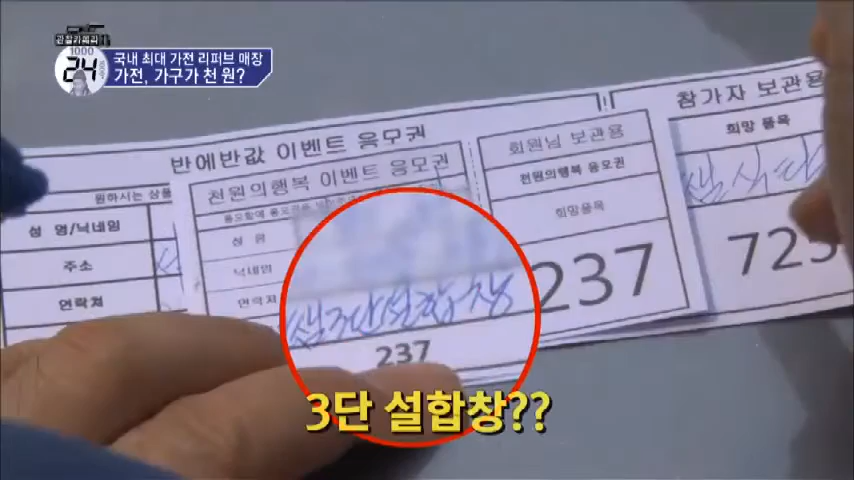 관찰카메라
1000
24
국내 최대 가전 리퍼브 매장
가전, 가구가 천 원?
반에반값 이벤트 응모권
참가자 보관용
희망 품목
천원의행복 이벤트 응모권
회원님 보관용
천원의행복 응모권
희망품목
원하시는 상품
성 명/닉네임
주소
연락처
성 명
닉네임
연락처
237
237
3단 설합창??